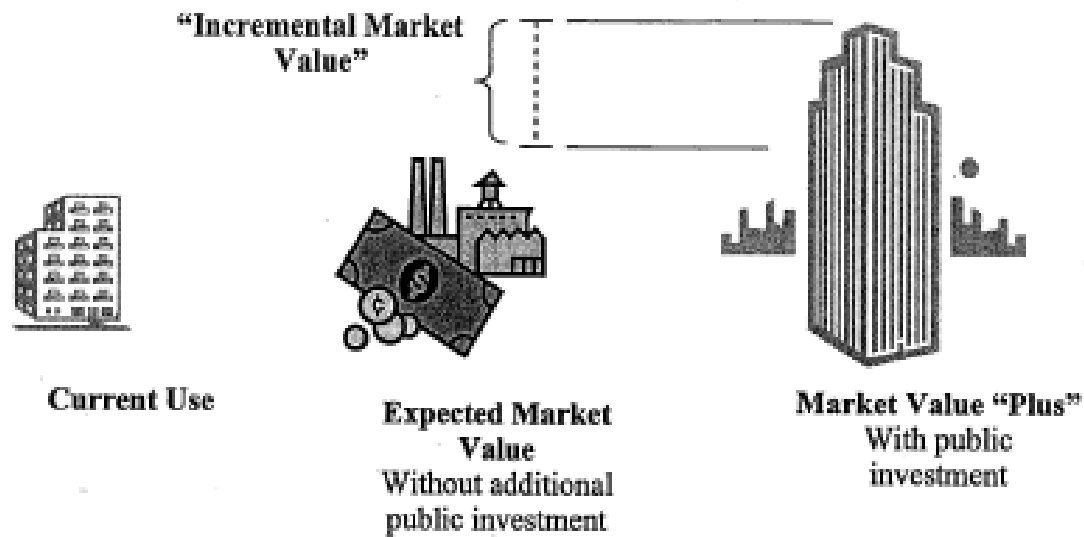 “Incremental Market
Value”
$
¢
Current Use
Expected Market
Value
Without additional
public investment
Market Value “Plus”
With public
investment